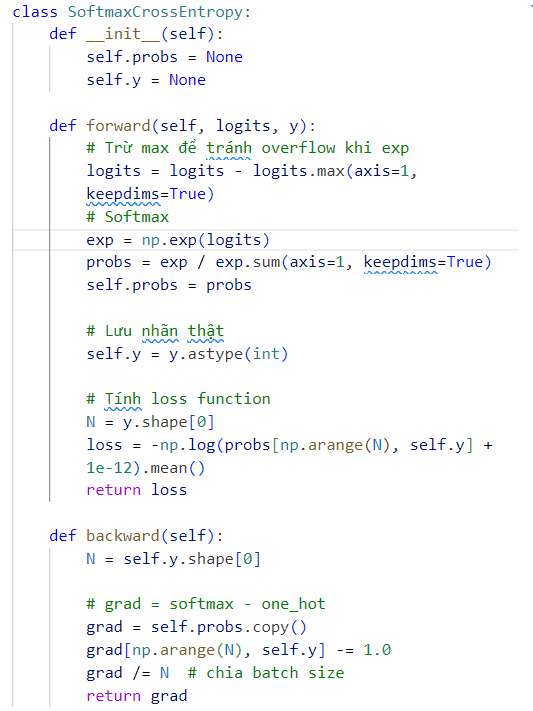 class SoftmaxCrossEntropy:
    def __init__(self):
        self.probs = None
        self.y = None

    def forward(self, logits, y):
        # Trừ max để tránh overflow khi exp
        logits = logits - logits.max(axis=1,
        keepdims=True)
        # Softmax
        exp = np.exp(logits)
        probs = exp / exp.sum(axis=1, keepdims=True)
        self.probs = probs

        # Lưu nhãn thật
        self.y = y.astype(int)

        # Tính loss function
        N = y.shape[0]
        loss = -np.log(probs[np.arange(N), self.y] +
        1e-12).mean()
        return loss

    def backward(self):
        N = self.y.shape[0]

        # grad = softmax - one_hot
        grad = self.probs.copy()
        grad[np.arange(N), self.y] -= 1.0
        grad /= N  # chia batch size
        return grad